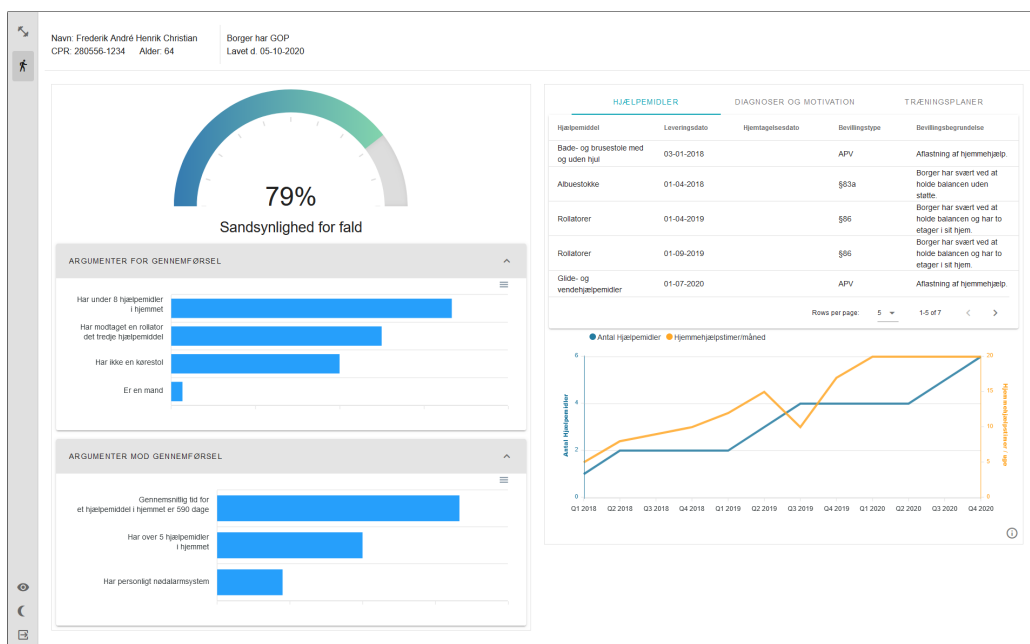 Navn: Frederik André Henrik Christian
CPR: 280556-1234 Alder: 64
Borger har GOP
Lavet d. 05-10-2020
79%
Sandsynlighed for fald
ARGUMENTER FOR GENNEMFØRSEL
Har under 8 hjælpemidler
i hjemmet
Har modtaget en rollator
det tredje hjælpemiddel
Har ikke en kørestol
Er en mand
ARGUMENTER MOD GENNEMFØRSEL
Gennemsnitlig tid for
et hjælpemiddel i hjemmet er 590 dage
Har over 5 hjælpemidler
i hjemmet
Har personligt nødalarmsystem
HJÆLPEMIDLER DIAGNOSER OG MOTIVATION TRÆNINGSPLANER
Hjælpemiddel Leveringsdato Hjemtagelsesdato Bevillingstype Bevillingsbegrundelse
Bade- og brusestole med
og uden hjul
03-01-2018 APV Aflastning af hjemmehjælp.
Albuestokke 01-04-2018 §83a
Borger har svært ved at
holde balancen uden
støtte.
Rollatorer 01-04-2019 §86
Borger har svært ved at
holde balancen og har to
etager i sit hjem.
Rollatorer 01-09-2019 §86
Borger har svært ved at
holde balancen og har to
etager i sit hjem.
Glide- og
vendehjælpemidler
01-07-2020 APV Aflastning af hjemmehjælp.
Rows per page: 5 1-5 of 7
Antal Hjælpemidler Hjemmehjælpstimer/måned
Antal Hjælpemidler
6
4
2
0
20
15
10
5
0
Hjemmehjælpstimer i uge
Q1 2018 Q2 2018 Q3 2018 Q4 2018 Q1 2019 Q2 2019 Q3 2019 Q4 2019 Q1 2020 Q2 2020 Q3 2020 Q4 2020